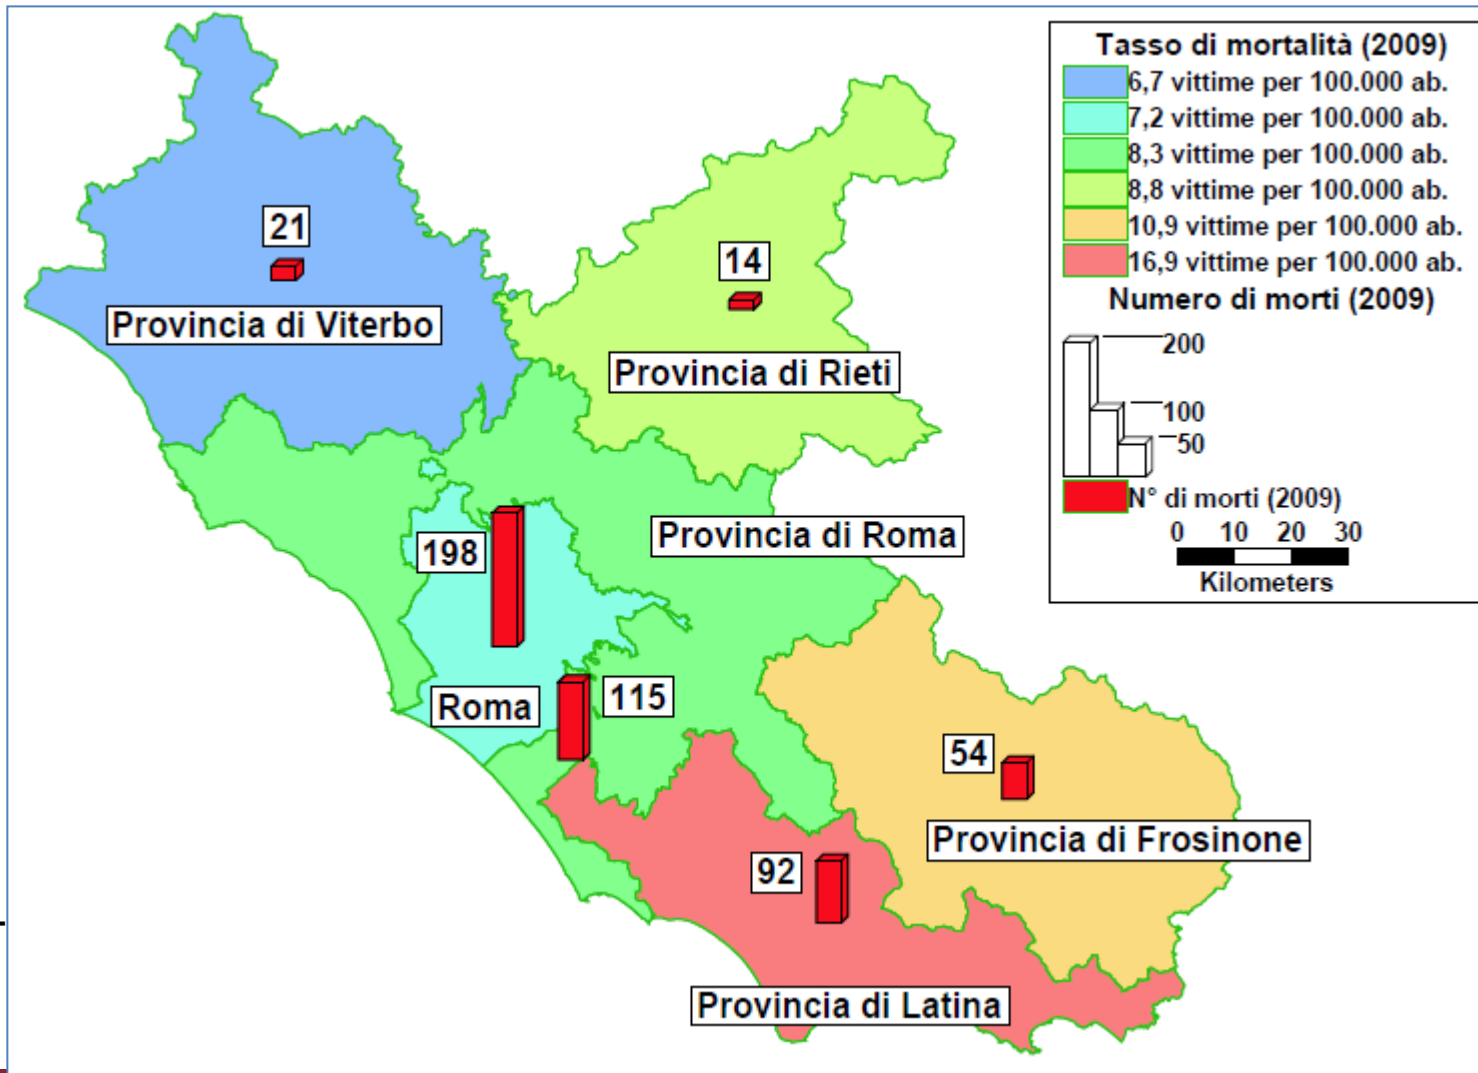 Tasso di mortalità (2009)
6,7 vittime per 100.000 ab.
7,2 vittime per 100.000 ab.
8,3 vittime per 100.000 ab.
8,8 vittime per 100.000 ab.
10,9 vittime per 100.000 ab.
16,9 vittime per 100.000 ab.
Numero di morti (2009)
200
100
50
N° di morti (2009)
0 10 20 30
Kilometers
21
Provincia di Viterbo
14
Provincia di Rieti
198
Provincia di Roma
Roma
115
54
Provincia di Frosinone
92
Provincia di Latina